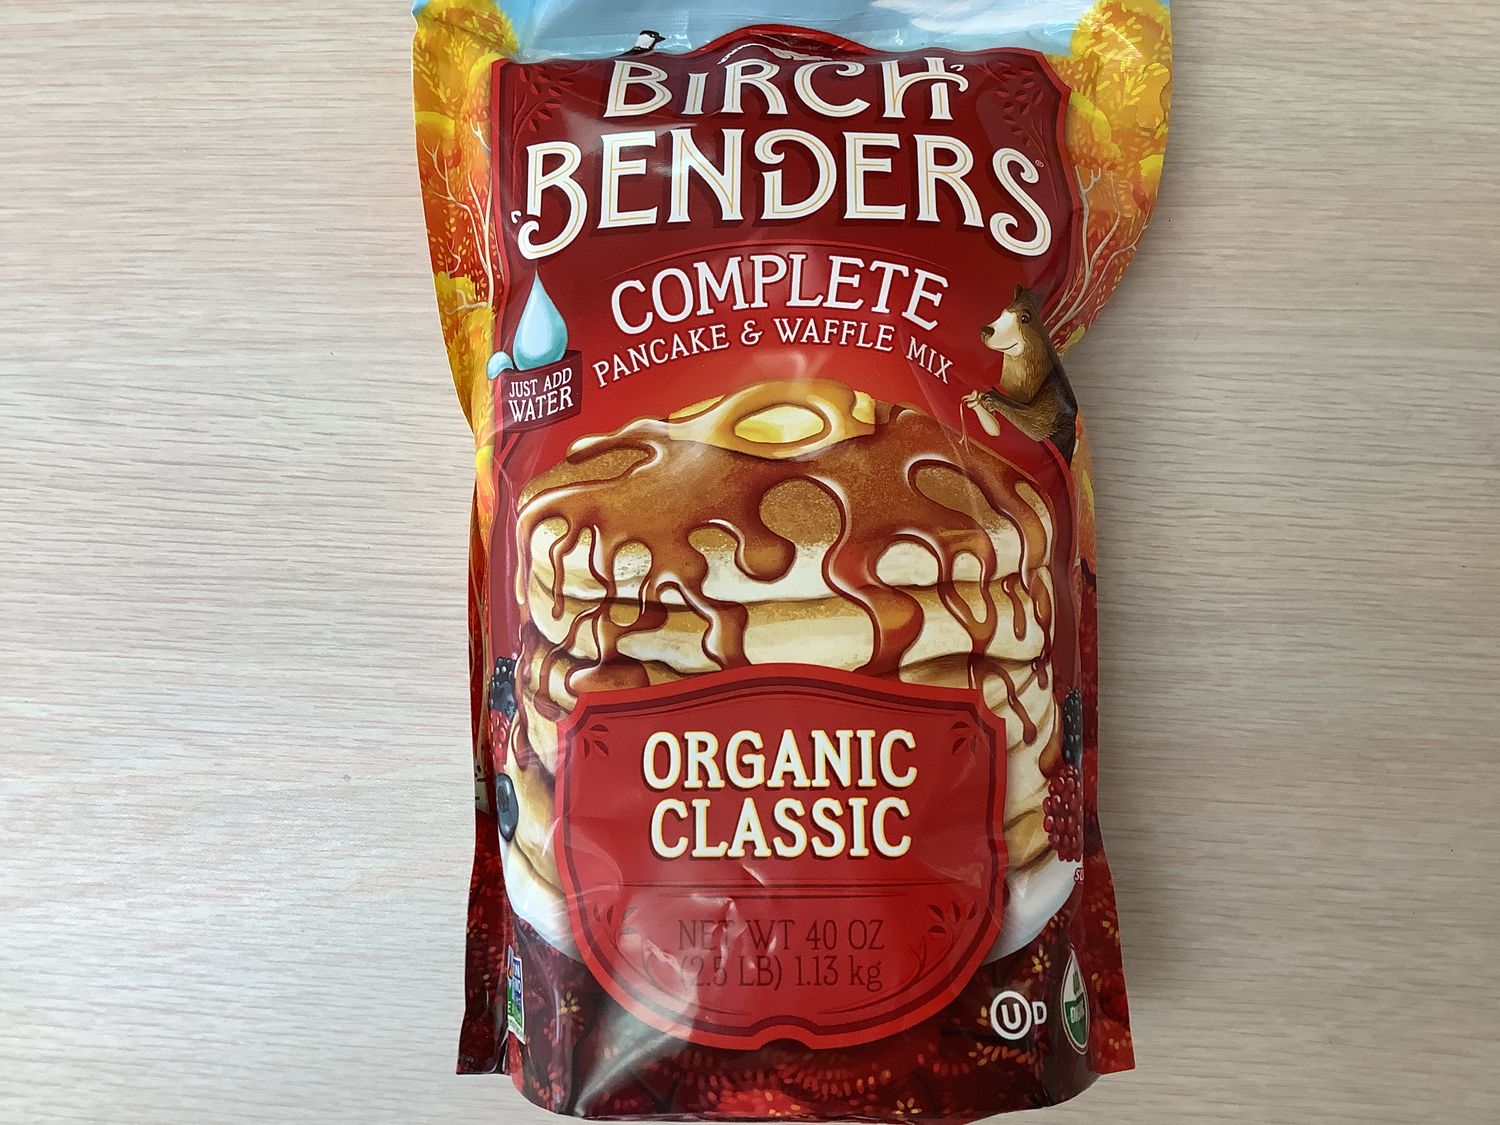 BIRCH
BENDERS®
COMPLETE
PANCAKE & WAFFLE MIX
JUST ADD
WATER
ORGANIC
CLASSIC
NET WT 40 OZ
(2.5 LB) 1.13 kg
U D